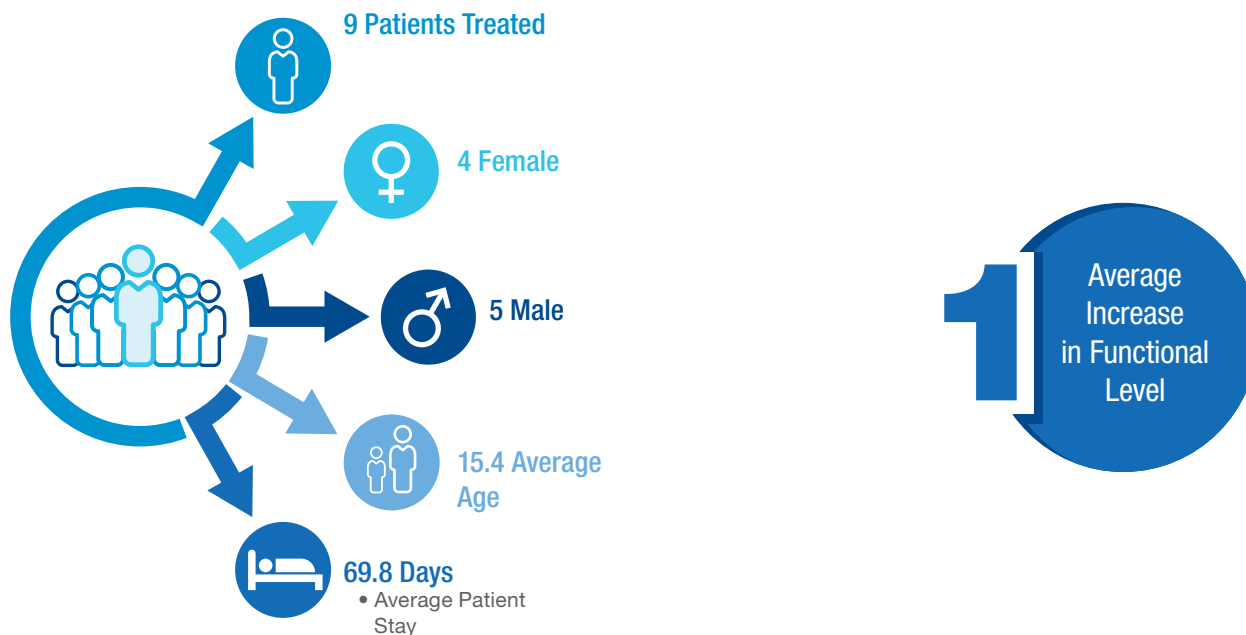 9 Patients Treated
4 Female
5 Male
15.4 Average
Age
69.8 Days
• Average Patient
Stay
1
Average
Increase
in Functional
Level